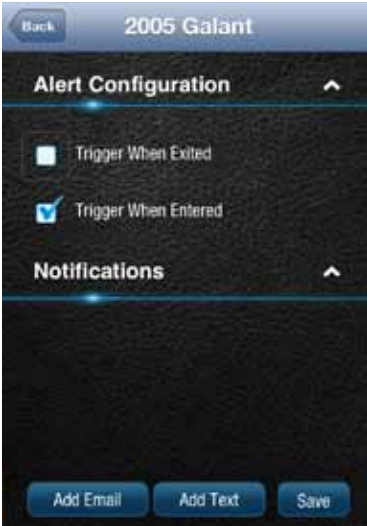 Back
2005 Galant
Alert Configuration
Trigger When Exited
Trigger When Entered
Notifications
Add Email
Add Text
Save